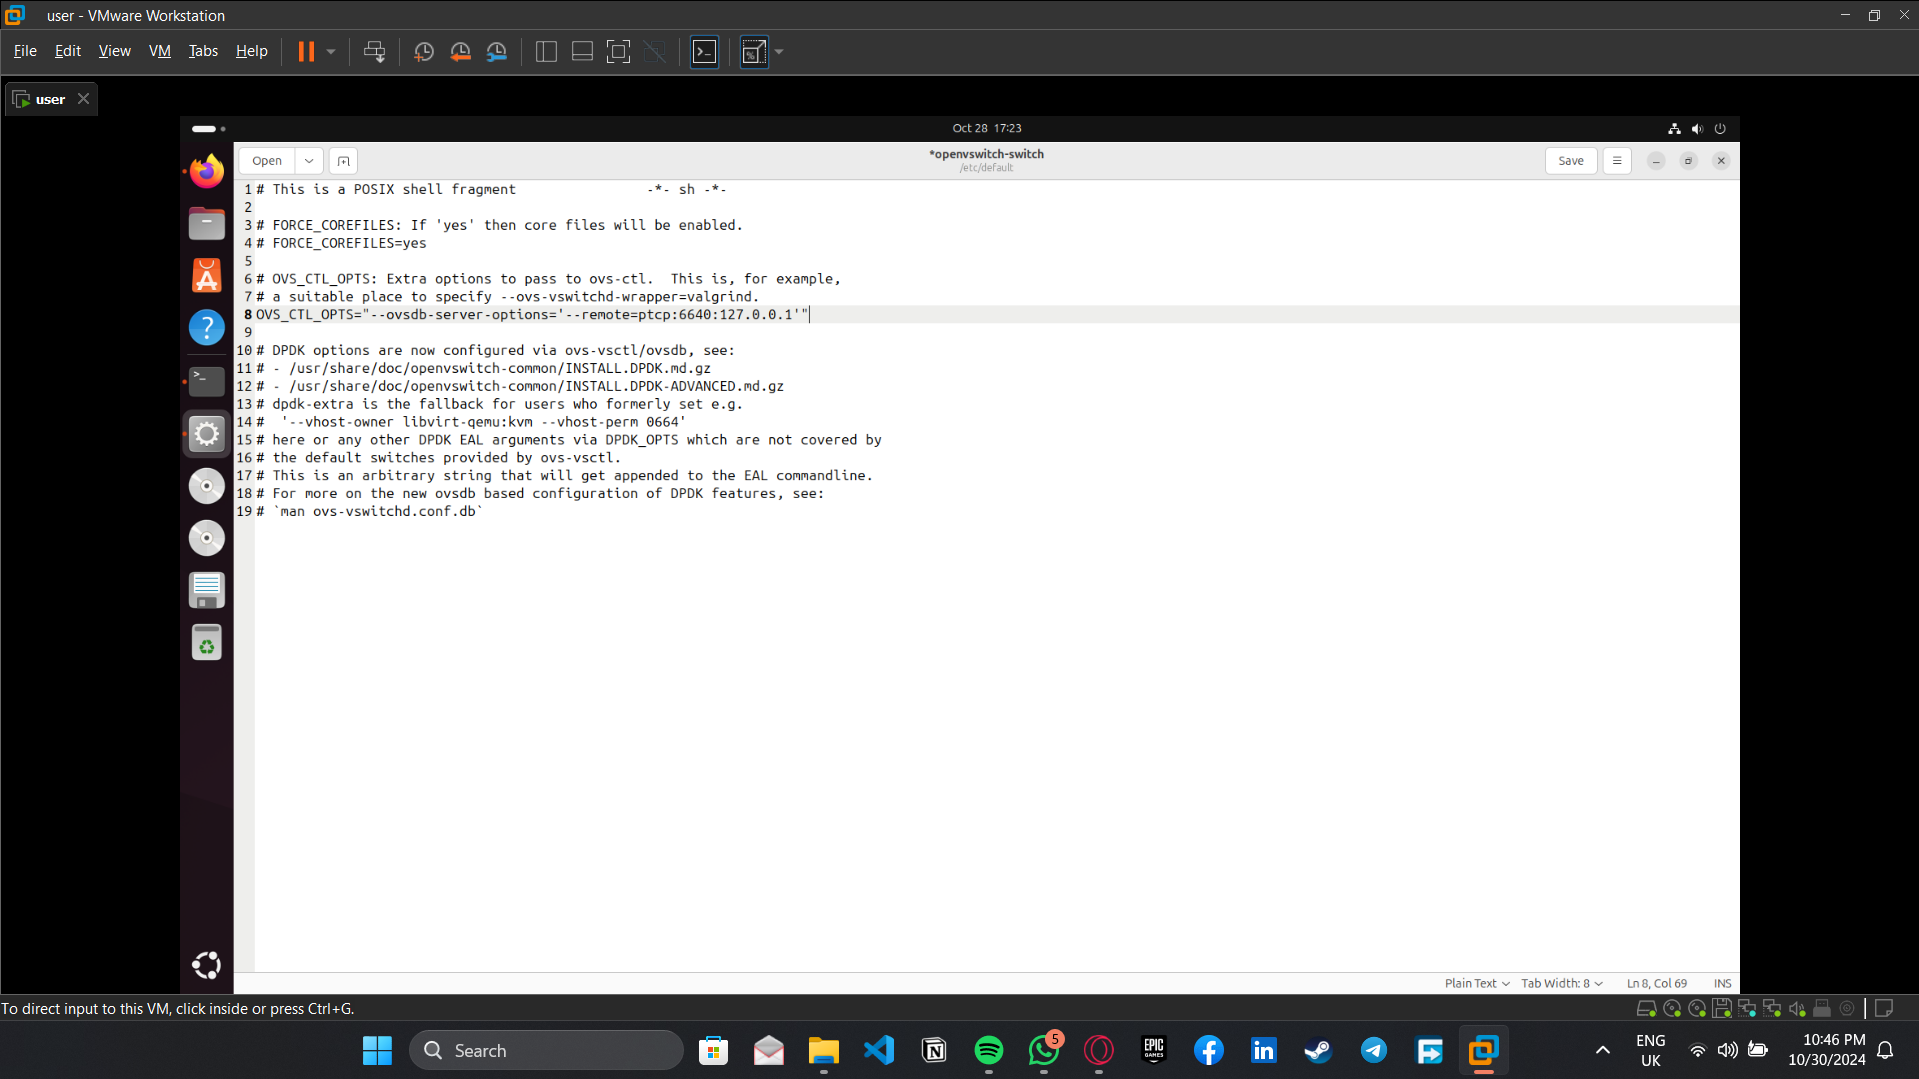 user - VMware Workstation
File Edit View VM Tabs Help
user
Oct 28 17:23
Open
*openvswitch-switch
/etc/default
Save
1 # This is a POSIX shell fragment -*- sh -*-
2
3 # FORCE_COREFILES: If 'yes' then core files will be enabled.
4 # FORCE_COREFILES=yes
5
6 # OVS_CTL_OPTS: Extra options to pass to ovs-ctl. This is, for example,
7 # a suitable place to specify --ovs-vswitchd-wrapper=valgrind.
8 OVS_CTL_OPTS="--ovsdb-server-options='--remote=ptcp:6640:127.0.0.1'"
9
10 # DPDK options are now configured via ovs-vsctl/ovsdb, see:
11 # - /usr/share/doc/openvswitch-common/INSTALL.DPDK.md.gz
12 # - /usr/share/doc/openvswitch-common/INSTALL.DPDK-ADVANCED.md.gz
13 # dpdk-extra is the fallback for users who formerly set e.g.
14 # '--vhost-owner libvirt-qemu:kvm --vhost-perm 0664'
15 # here or any other DPDK EAL arguments via DPDK_OPTS which are not covered by
16 # the default switches provided by ovs-vsctl.
17 # This is an arbitrary string that will get appended to the EAL commandline.
18 # For more on the new ovsdb based configuration of DPDK features, see:
19 # `man ovs-vswitchd.conf.db`
Plain Text Tab Width: 8 Ln 8, Col 69 INS
To direct input to this VM, click inside or press Ctrl+G.
Search
5
EPIC GAMES
ENG
UK
10:46 PM
10/30/2024